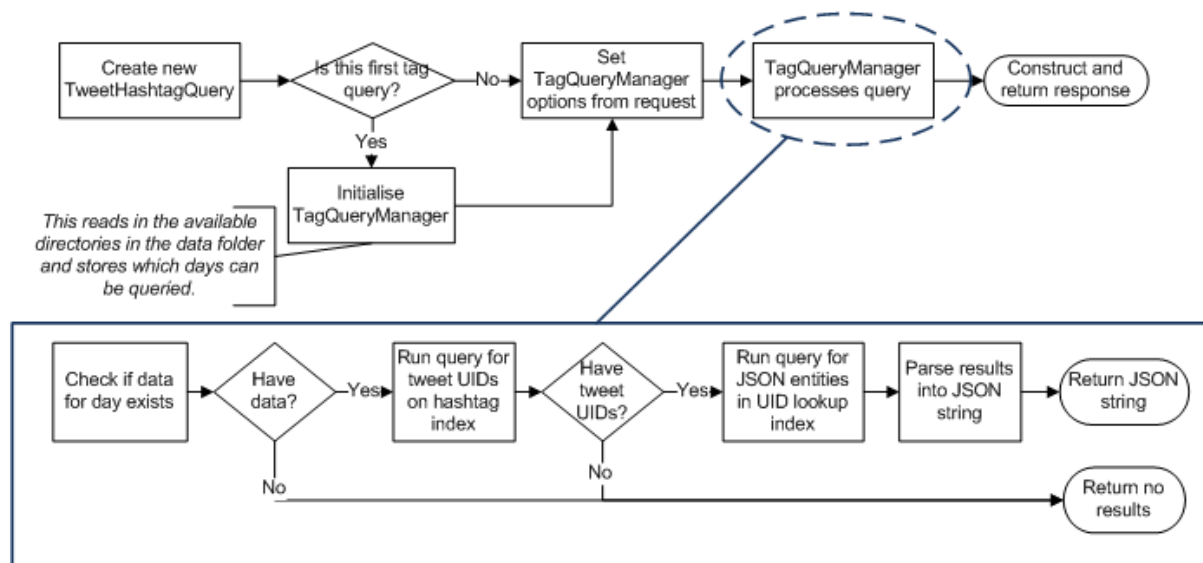 Create new
TweetHashtagQuery
Is this first tag
query?
No
Set
TagQueryManager
options from request
TagQueryManager
processes query
Construct and
return response
Yes
Initialise
TagQueryManager
This reads in the available
directories in the data folder
and stores which days can
be queried.
Check if data
for day exists
Have
data?
Yes
Run query for
tweet UIDs
on hashtag
index
Have
tweet
UIDs?
Yes
Run query for
JSON entities
in UID lookup
index
Parse results
into JSON
string
Return JSON
string
No
No
Return no
results